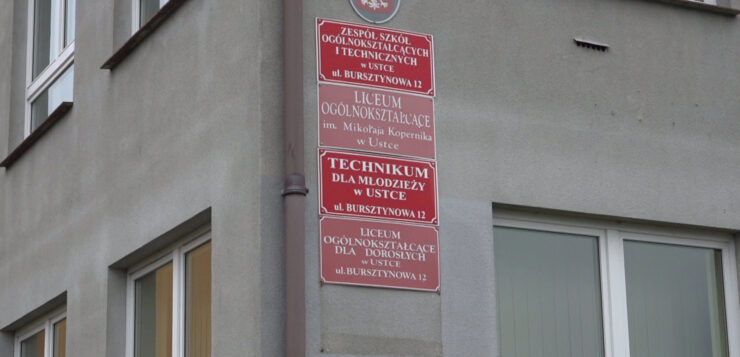 ZESPÓŁ SZKÓŁ
OGÓLNOKSZTAŁCĄCYCH
I TECHNICZNYCH
w USTCE
ul. BURSZTYNOWA 12
LICEUM
OGÓLNOKSZTAŁCĄCE
im. Mikołaja Kopernika
w Ustce
TECHNIKUM
DLA MŁODZIEŻY
w USTCE
ul. BURSZTYNOWA 12
LICEUM
OGÓLNOKSZTAŁCĄCE
DLA DOROSŁYCH
w USTCE
ul. BURSZTYNOWA 12